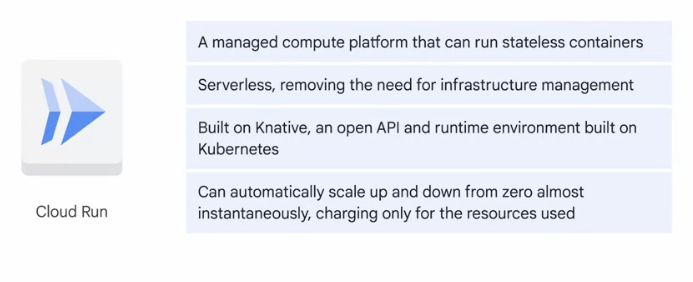 A managed compute platform that can run stateless containers
Serverless, removing the need for infrastructure management
Built on Knative, an open API and runtime environment built on
Kubernetes
Can automatically scale up and down from zero almost
instantaneously, charging only for the resources used
Cloud Run